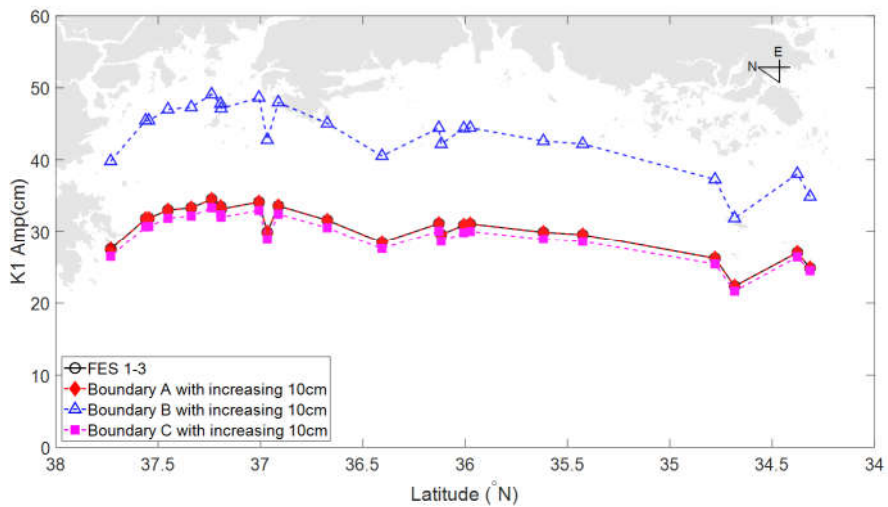 60
50
40
30
20
10
0
K1 Amp(cm)
E
N
FES 1-3
Boundary A with increasing 10cm
Boundary B with increasing 10cm
Boundary C with increasing 10cm
38 37.5 37 36.5 36 35.5 35 34.5 34
Latitude (°N)